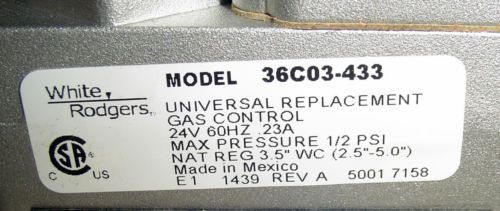 White
Rodgers
MODEL 36C03-433
UNIVERSAL REPLACEMENT
GAS CONTROL
24V 60HZ .23A
MAX PRESSURE 1/2 PSI
NAT REG 3.5" WC (2.5"-5.0")
Made in Mexico
E1 1439 REV A 5001 7158
SA
C US